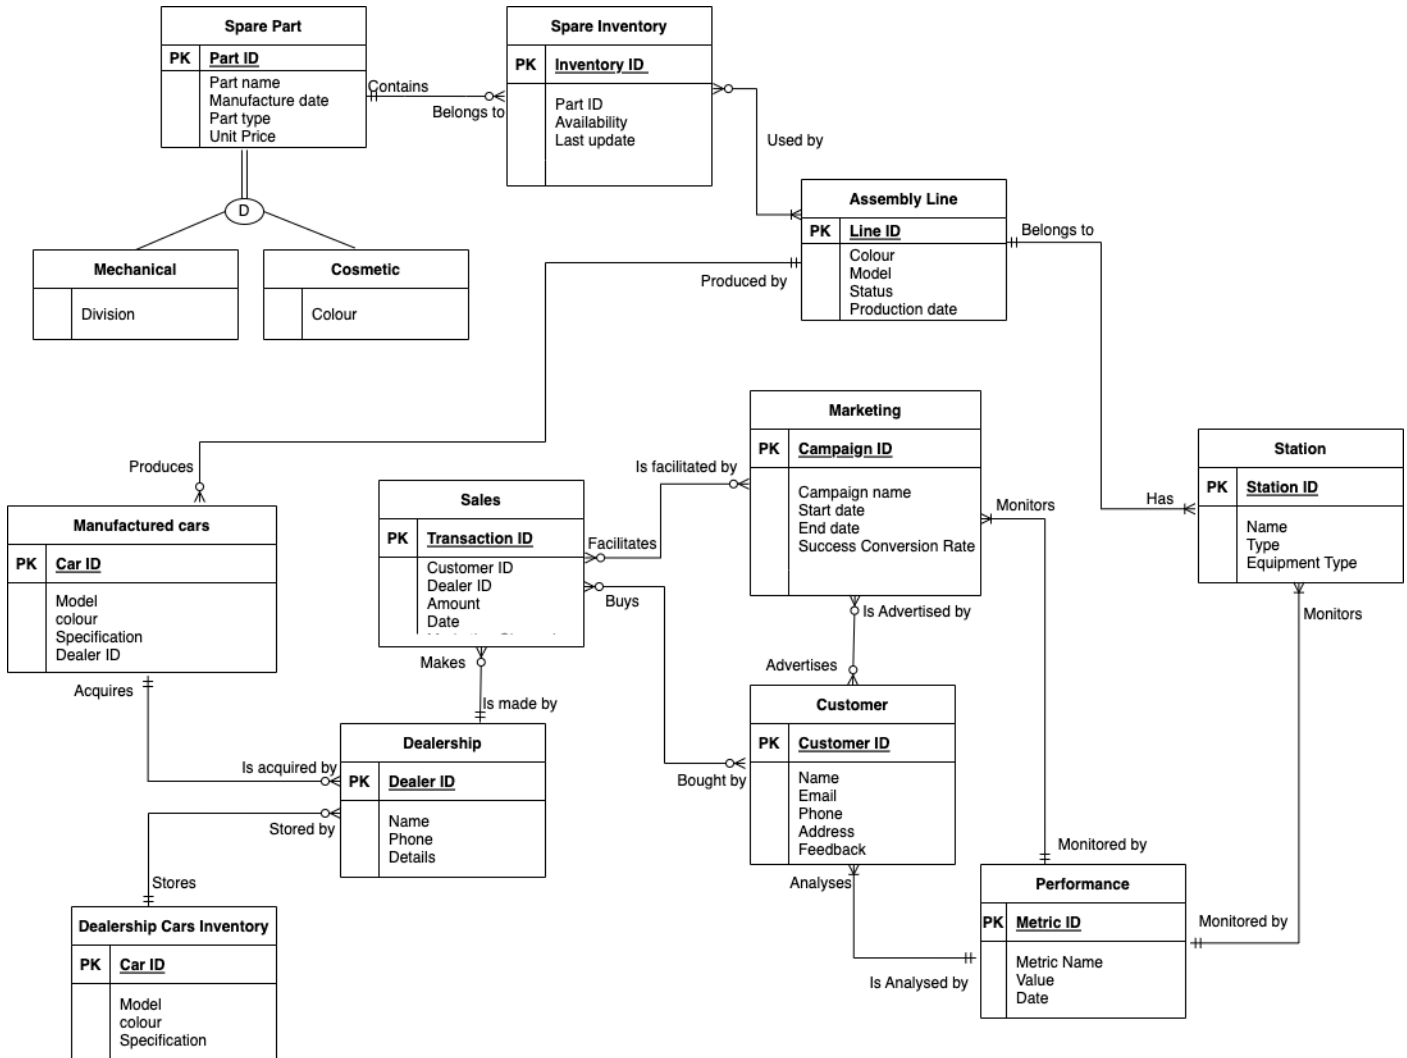 Spare Part
PK Part ID
Part name
Manufacture date
Part type
Unit Price
Contains
Belongs to
Spare Inventory
PK Inventory ID
Part ID
Availability
Last update
Used by
D
Mechanical
Division
Cosmetic
Colour
Assembly Line
PK Line ID
Colour
Model
Status
Production date
Produced by
Belongs to
Produces
Has
Station
PK Station ID
Name
Type
Equipment Type
Monitors
Marketing
PK Campaign ID
Campaign name
Start date
End date
Success Conversion Rate
Is facilitated by
Monitors
Sales
PK Transaction ID
Customer ID
Dealer ID
Amount
Date
Facilitates
Buys
Manufactured cars
PK Car ID
Model
colour
Specification
Dealer ID
Acquires
Makes
Is made by
Is Advertised by
Advertises
Dealership
PK Dealer ID
Name
Phone
Details
Is acquired by
Stored by
Customer
PK Customer ID
Name
Email
Phone
Address
Feedback
Bought by
Analyses
Is Analysed by
Monitored by
Performance
PK Metric ID
Metric Name
Value
Date
Monitored by
Stores
Dealership Cars Inventory
PK Car ID
Model
colour
Specification